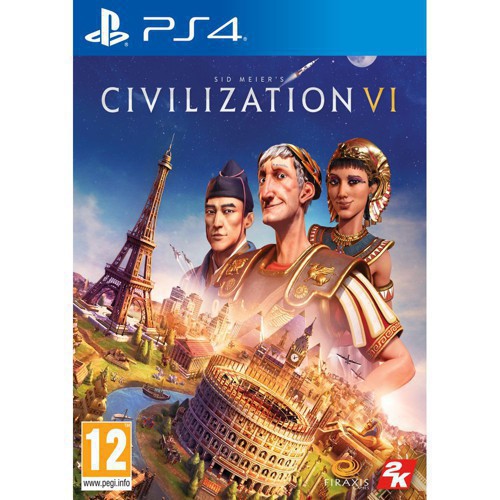 PS4
SID MEIER'S
CIVILIZATION VI
12
www.pegi.info
FIRAXIS
2K